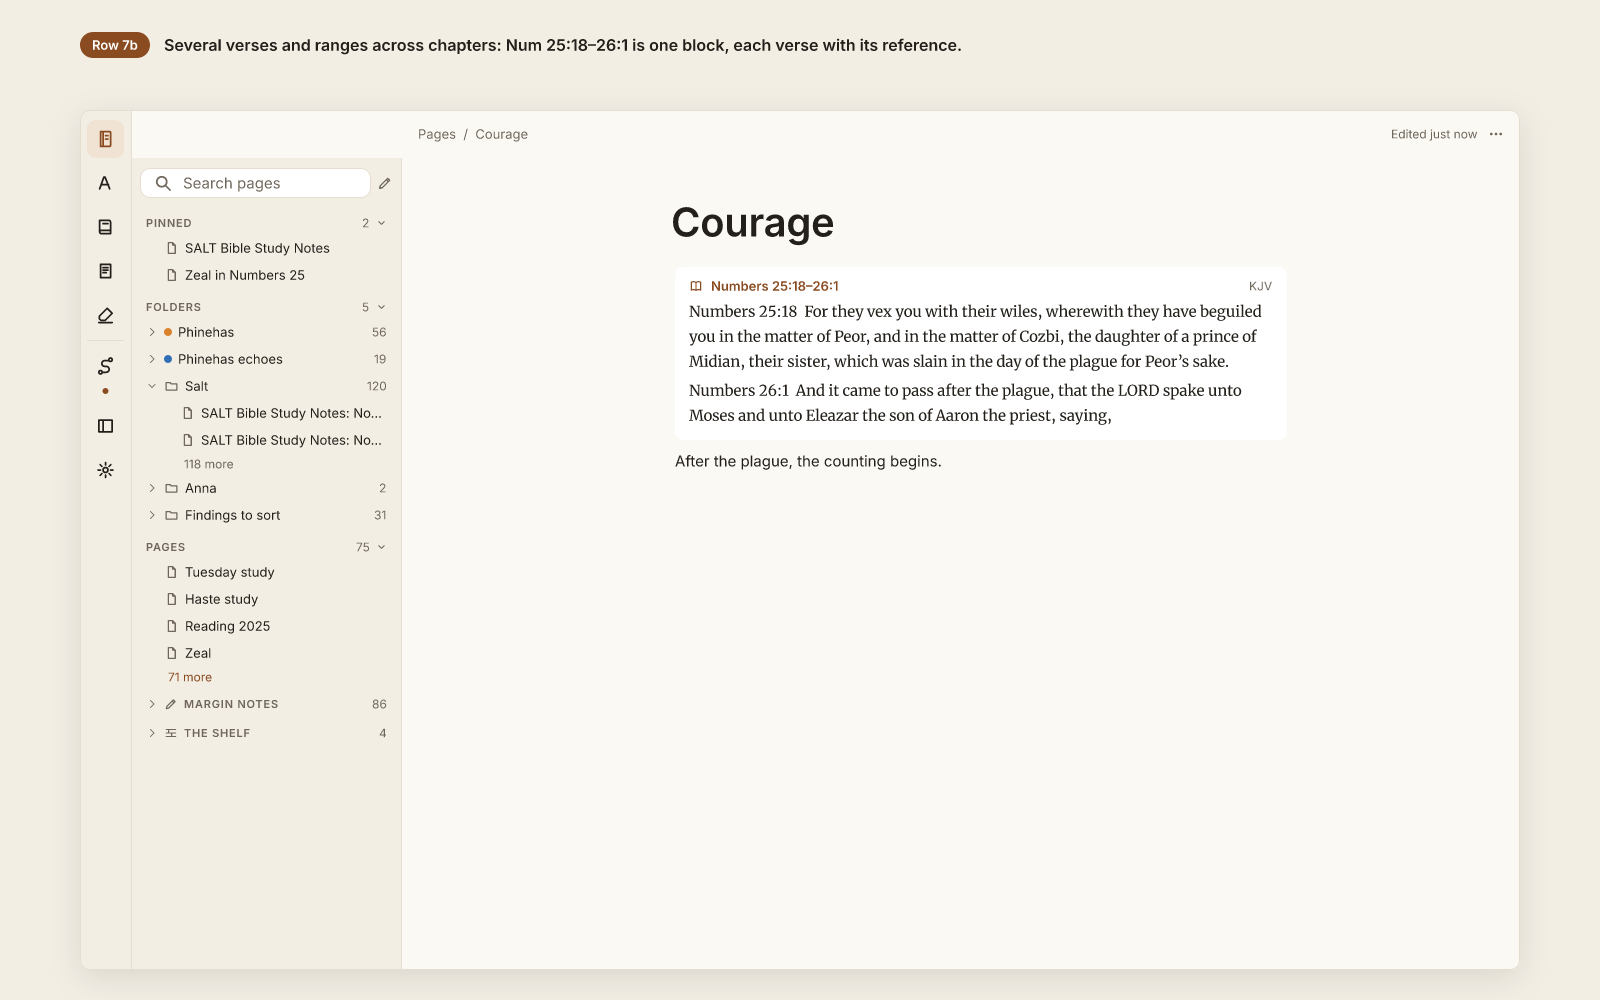 Row 7b
Several verses and ranges across chapters: Num 25:18–26:1 is one block, each verse with its reference.
Pages / Courage
Edited just now
Search pages
PINNED 2
SALT Bible Study Notes
Zeal in Numbers 25
FOLDERS 5
Phinehas 56
Phinehas echoes 19
Salt 120
SALT Bible Study Notes: No...
SALT Bible Study Notes: No...
118 more
Anna 2
Findings to sort 31
PAGES 75
Tuesday study
Haste study
Reading 2025
Zeal
71 more
MARGIN NOTES 86
THE SHELF 4
Courage
Numbers 25:18–26:1 KJV
Numbers 25:18 For they vex you with their wiles, wherewith they have beguiled
you in the matter of Peor, and in the matter of Cozbi, the daughter of a prince of
Midian, their sister, which was slain in the day of the plague for Peor’s sake.
Numbers 26:1 And it came to pass after the plague, that the LORD spake unto
Moses and unto Eleazar the son of Aaron the priest, saying,
After the plague, the counting begins.